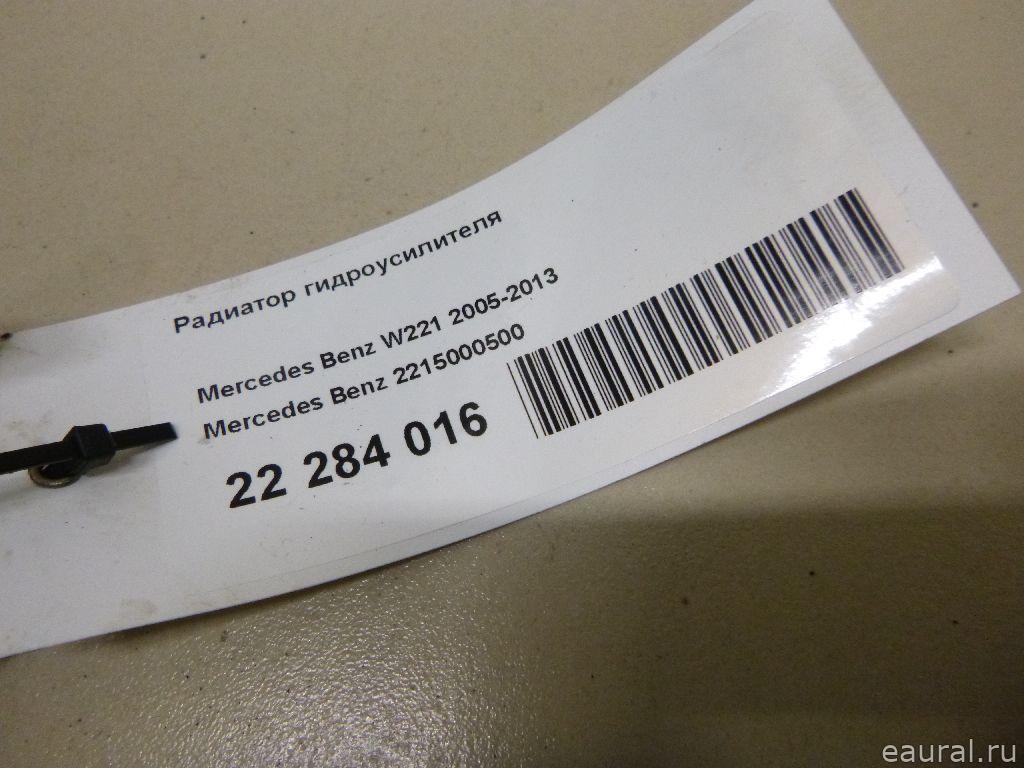 Радиатор гидроусилителя
Mercedes Benz W221 2005-2013
Mercedes Benz 2215000500
22 284 016
eaural.ru